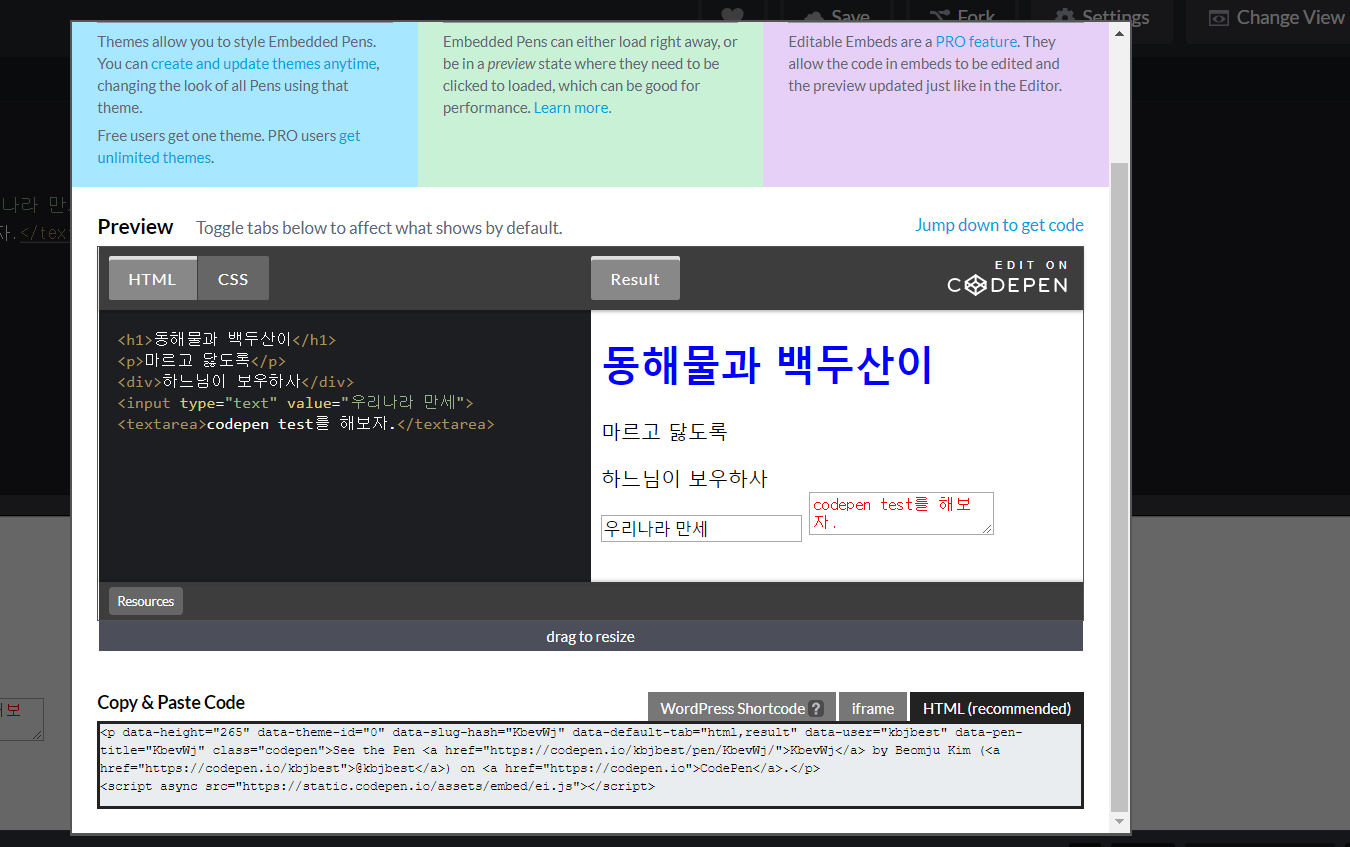 Save
Fork
Settings
Change View
Themes allow you to style Embedded Pens.
You can create and update themes anytime,
changing the look of all Pens using that
theme.
Free users get one theme. PRO users get
unlimited themes.
Embedded Pens can either load right away, or
be in a preview state where they need to be
clicked to loaded, which can be good for
performance. Learn more.
Editable Embeds are a PRO feature. They
allow the code in embeds to be edited and
the preview updated just like in the Editor.
나라 만
자.</tex
Preview Toggle tabs below to affect what shows by default.
Jump down to get code
HTML CSS
Result
EDIT ON
CODEPEN
<h1>동해물과 백두산이</h1>
<p>마르고 닳도록</p>
<div>하느님이 보우하사</div>
<input type="text" value="우리나라 만세">
<textarea>codepen test를 해보자.</textarea>
동해물과 백두산이
마르고 닳도록
하느님이 보우하사
우리나라 만세
codepen test를 해보
자.
Resources
drag to resize
해보
Copy & Paste Code
WordPress Shortcode ?
iframe
HTML (recommended)
<p data-height="265" data-theme-id="0" data-slug-hash="KbevWj" data-default-tab="html,result" data-user="kbjbest" data-pen-
title="KbevWj" class="codepen">See the Pen <a href="https://codepen.io/kbjbest/pen/KbevWj/">KbevWj</a> by Beomju Kim (<a
href="https://codepen.io/kbjbest">@kbjbest</a>) on <a href="https://codepen.io">CodePen</a>.</p>
<script async src="https://static.codepen.io/assets/embed/ei.js"></script>